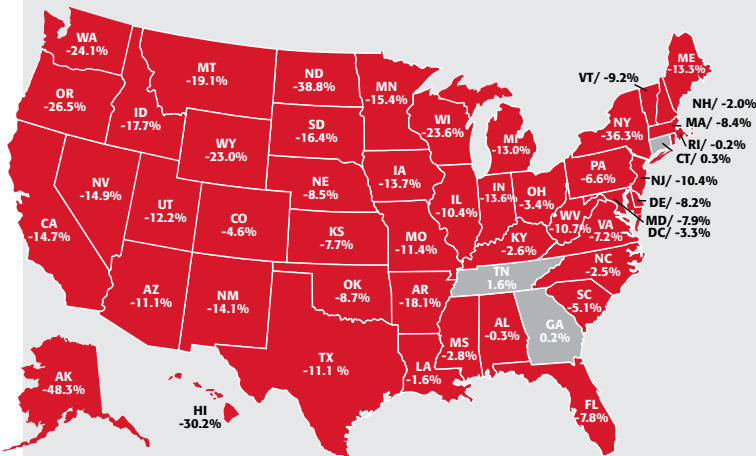 WA
-24.1%
OR
-26.5%
ID
-17.7%
MT
-19.1%
ND
-38.8%
MN
-15.4%
WI
-23.6%
MI
-13.0%
SD
-16.4%
WY
-23.0%
NE
-8.5%
IA
-13.7%
NV
-14.9%
UT
-12.2%
CO
-4.6%
CA
-14.7%
KS
-7.7%
MO
-11.4%
IL
-10.4%
IN
-13.6%
OH
-3.4%
KY
-2.6%
WV
-10.7%
VA
-7.2%
PA
-6.6%
NY
-36.3%
ME
-13.3%
VT/ -9.2%
NH/ -2.0%
MA/ -8.4%
RI/ -0.2%
CT/ 0.3%
NJ/ -10.4%
DE/ -8.2%
MD/ -7.9%
DC/ -3.3%
AZ
-11.1%
NM
-14.1%
OK
-8.7%
AR
-18.1%
TN
1.6%
NC
-2.5%
SC
-5.1%
GA
0.2%
AL
-0.3%
MS
-2.8%
LA
-1.6%
TX
-11.1 %
FL
-7.8%
AK
-48.3%
HI
-30.2%